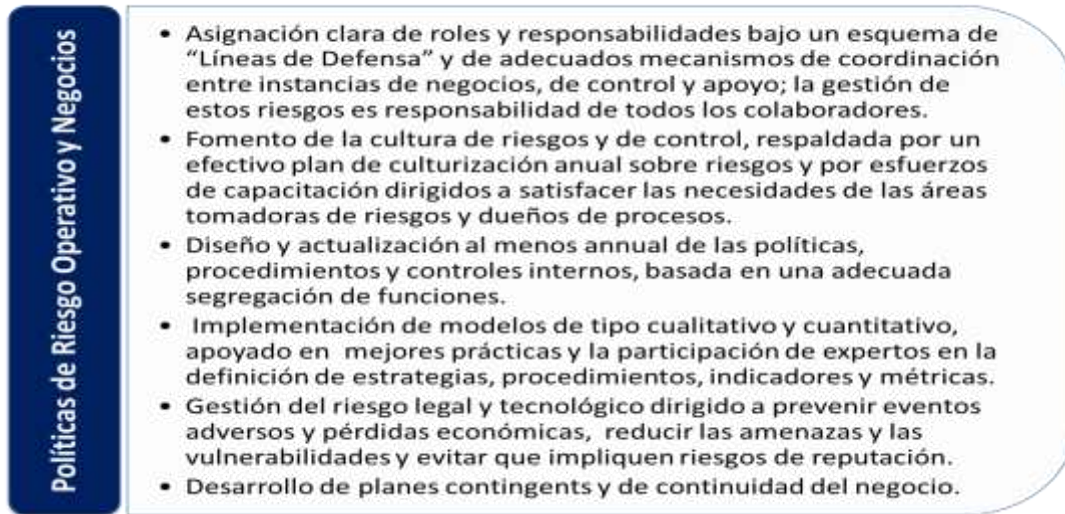 Políticas de Riesgo Operativo y Negocios
• Asignación clara de roles y responsabilidades bajo un esquema de
“Líneas de Defensa” y de adecuados mecanismos de coordinación
entre instancias de negocios, de control y apoyo; la gestión de
estos riesgos es responsabilidad de todos los colaboradores.
• Fomento de la cultura de riesgos y de control, respaldada por un
efectivo plan de culturización anual sobre riesgos y por esfuerzos
de capacitación dirigidos a satisfacer las necesidades de las áreas
tomadoras de riesgos y dueños de procesos.
• Diseño y actualización al menos annual de las políticas,
procedimientos y controles internos, basada en una adecuada
segregación de funciones.
• Implementación de modelos de tipo cualitativo y cuantitativo,
apoyado en mejores prácticas y la participación de expertos en la
definición de estrategias, procedimientos, indicadores y métricas.
• Gestión del riesgo legal y tecnológico dirigido a prevenir eventos
adversos y pérdidas económicas, reducir las amenazas y las
vulnerabilidades y evitar que impliquen riesgos de reputación.
• Desarrollo de planes contingents y de continuidad del negocio.